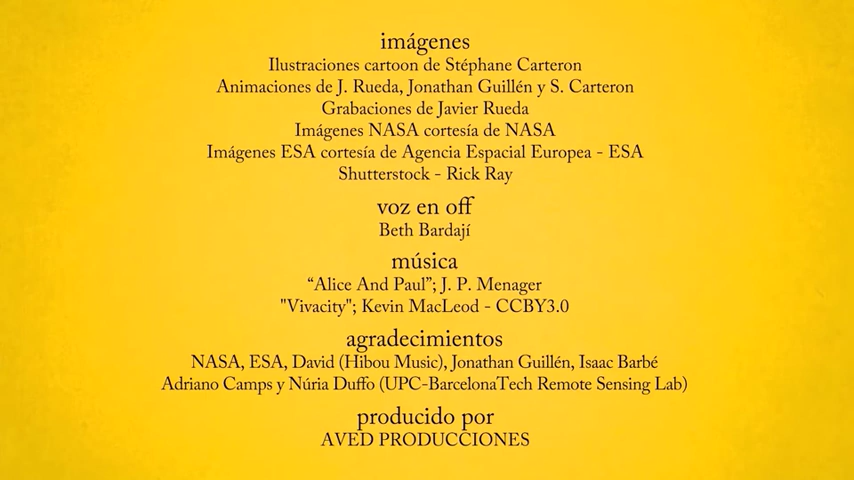 imágenes
Ilustraciones cartoon de Stéphane Carteron
Animaciones de J. Rueda, Jonathan Guillén y S. Carteron
Grabaciones de Javier Rueda
Imágenes NASA cortesía de NASA
Imágenes ESA cortesía de Agencia Espacial Europea - ESA
Shutterstock - Rick Ray
voz en off
Beth Bardají
música
“Alice And Paul”; J. P. Menager
"Vivacity"; Kevin MacLeod - CCBY3.0
agradecimientos
NASA, ESA, David (Hibou Music), Jonathan Guillén, Isaac Barbé
Adriano Camps y Núria Duffo (UPC-BarcelonaTech Remote Sensing Lab)
producido por
AVED PRODUCCIONES